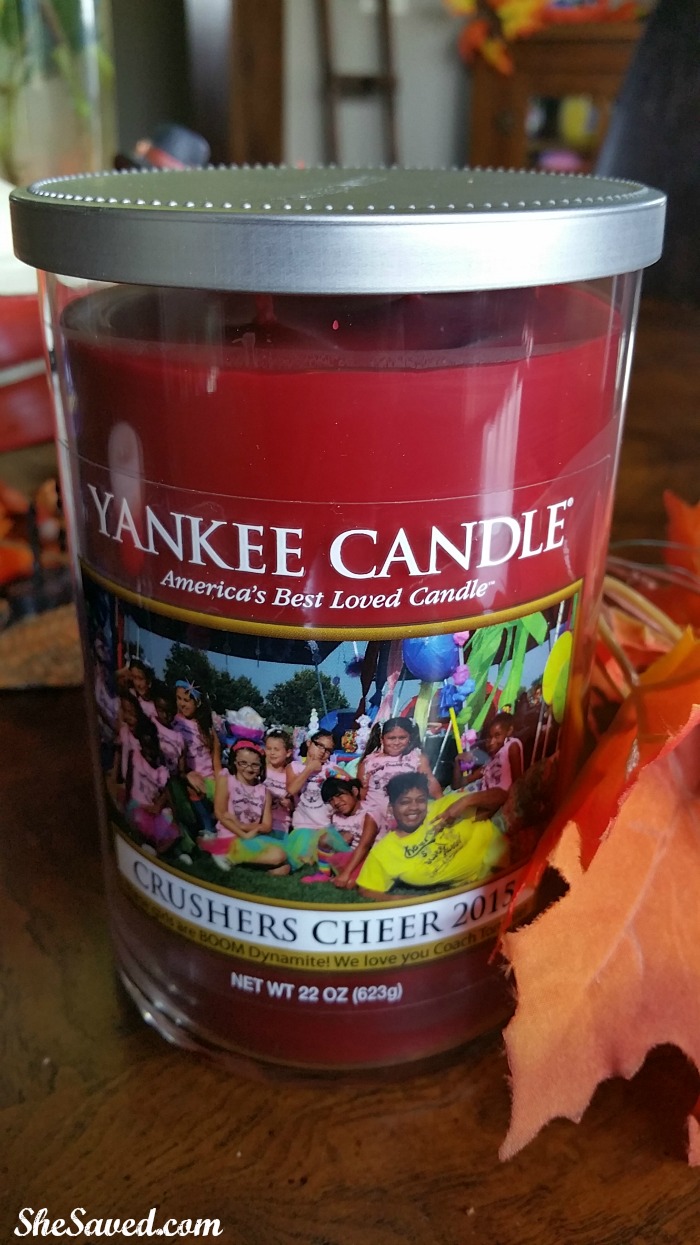 YANKEE CANDLE®
America's Best Loved Candle™
CRUSHERS CHEER 2015
girls are BOOM Dynamite! We love you Coach
NET WT 22 OZ (623g)
SheSaved.com